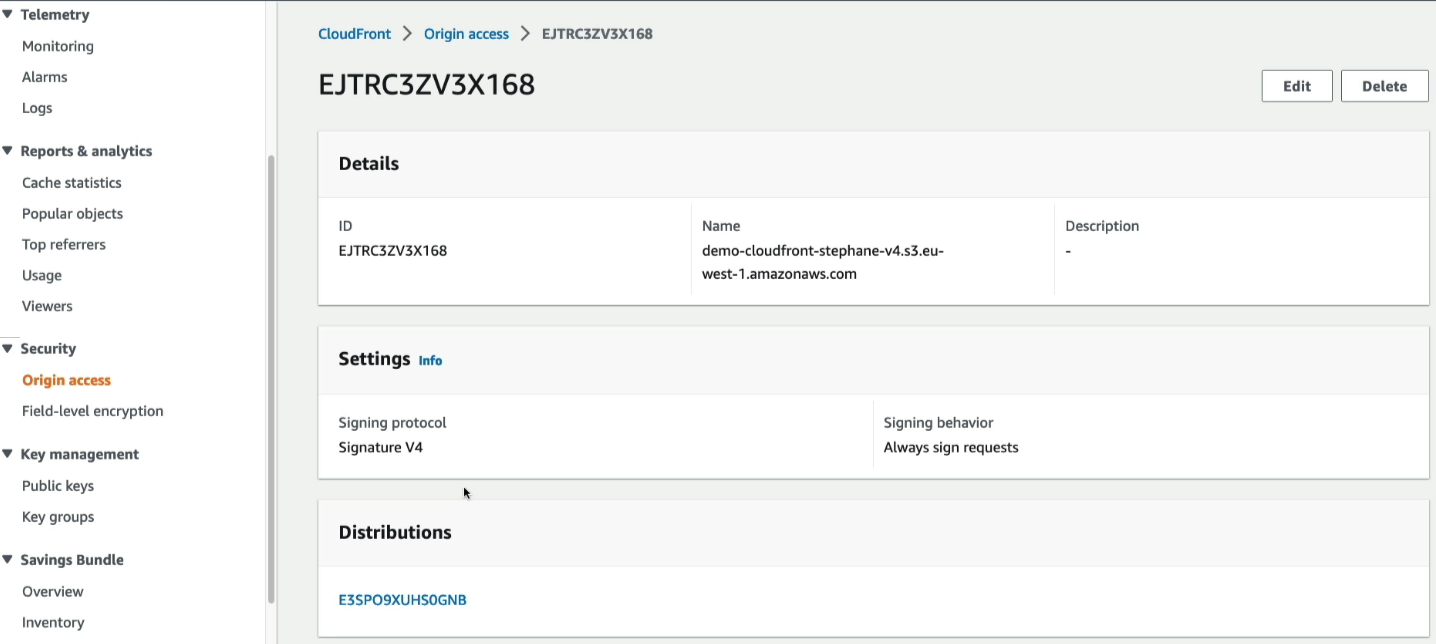 Telemetry
Monitoring
Alarms
Logs
Reports & analytics
Cache statistics
Popular objects
Top referrers
Usage
Viewers
Security
Origin access
Field-level encryption
Key management
Public keys
Key groups
Savings Bundle
Overview
Inventory
CloudFront > Origin access > EJTRC3ZV3X168
EJTRC3ZV3X168
Edit Delete
Details
ID
EJTRC3ZV3X168
Name
demo-cloudfront-stephane-v4.s3.eu-
west-1.amazonaws.com
Description
-
Settings Info
Signing protocol
Signature V4
Signing behavior
Always sign requests
Distributions
E3SPO9XUHS0GNB